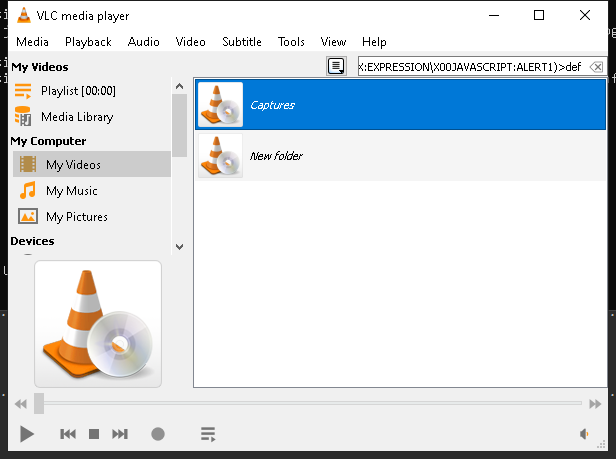 VLC media player
Media Playback Audio Video Subtitle Tools View Help
My Videos
X:EXPRESSION\X00JAVASCRIPT:ALERT1)>def
Playlist [00:00]
Media Library
My Computer
My Videos
My Music
My Pictures
Devices
Captures
New folder